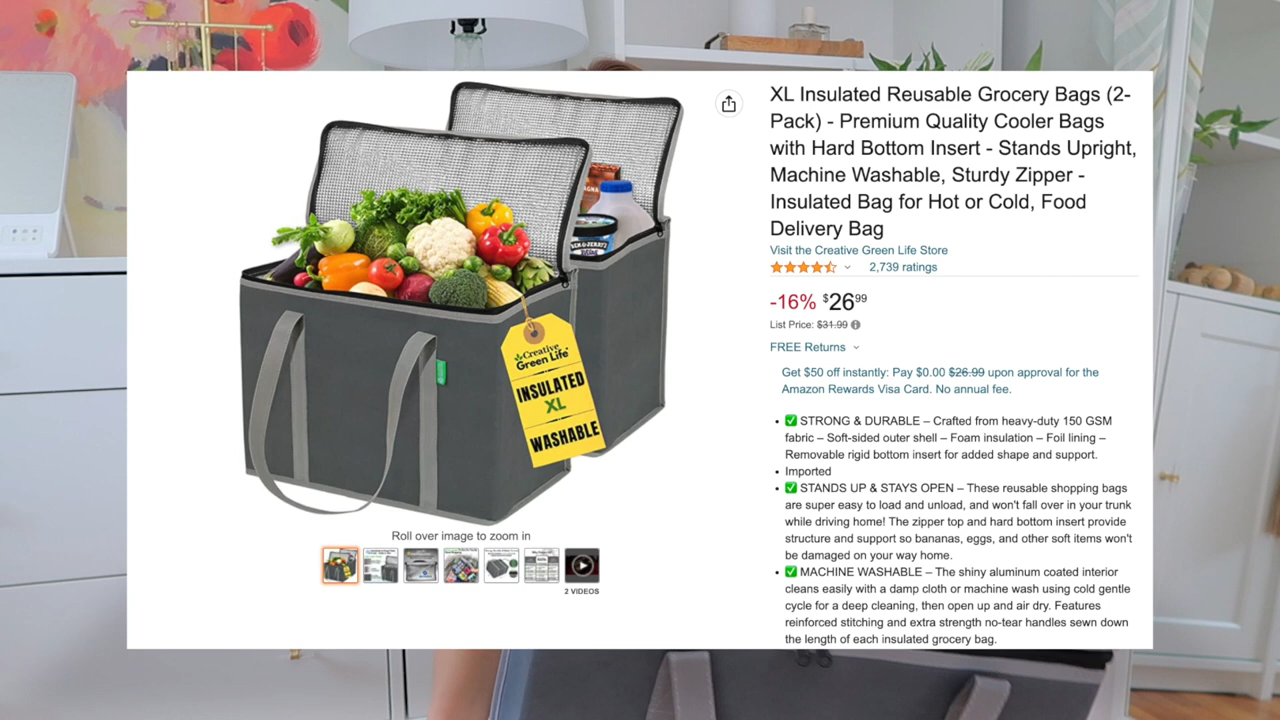 XL Insulated Reusable Grocery Bags (2-
Pack) - Premium Quality Cooler Bags
with Hard Bottom Insert - Stands Upright,
Machine Washable, Sturdy Zipper -
Insulated Bag for Hot or Cold, Food
Delivery Bag
Visit the Creative Green Life Store
2,739 ratings
-16% $2699
List Price: $31.99
FREE Returns
Get $50 off instantly: Pay $0.00 $26.99 upon approval for the
Amazon Rewards Visa Card. No annual fee.
• ✅ STRONG & DURABLE – Crafted from heavy-duty 150 GSM
fabric – Soft-sided outer shell – Foam insulation – Foil lining –
Removable rigid bottom insert for added shape and support.
• Imported
• ✅ STANDS UP & STAYS OPEN – These reusable shopping bags
are super easy to load and unload, and won't fall over in your trunk
while driving home! The zipper top and hard bottom insert provide
structure and support so bananas, eggs, and other soft items won't
be damaged on your way home.
• ✅ MACHINE WASHABLE – The shiny aluminum coated interior
cleans easily with a damp cloth or machine wash using cold gentle
cycle for a deep cleaning, then open up and air dry. Features
reinforced stitching and extra strength no-tear handles sewn down
the length of each insulated grocery bag.
BEN & JERRY'S
Creative
Green Life
INSULATED
XL
WASHABLE
Roll over image to zoom in
2 VIDEOS